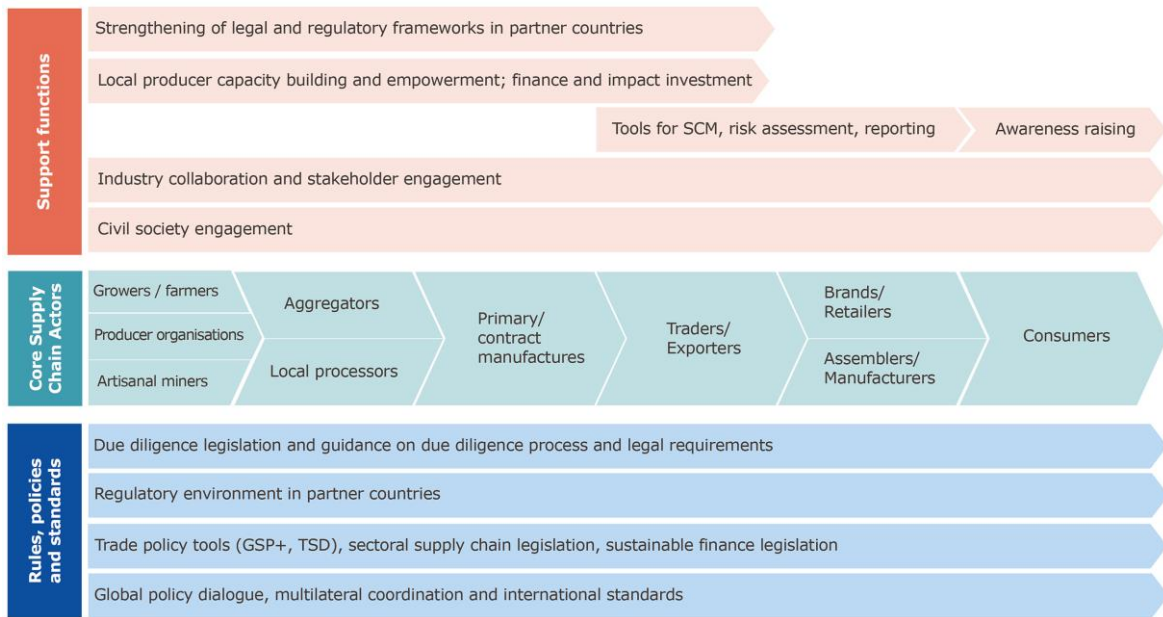 Support functions
Strengthening of legal and regulatory frameworks in partner countries
Local producer capacity building and empowerment; finance and impact investment
Tools for SCM, risk assessment, reporting
Awareness raising
Industry collaboration and stakeholder engagement
Civil society engagement
Core Supply
Chain Actors
Growers / farmers
Producer organisations
Artisanal miners
Aggregators
Local processors
Primary/
contract
manufactures
Traders/
Exporters
Brands/
Retailers
Assemblers/
Manufacturers
Consumers
Rules, policies
and standards
Due diligence legislation and guidance on due diligence process and legal requirements
Regulatory environment in partner countries
Trade policy tools (GSP+, TSD), sectoral supply chain legislation, sustainable finance legislation
Global policy dialogue, multilateral coordination and international standards